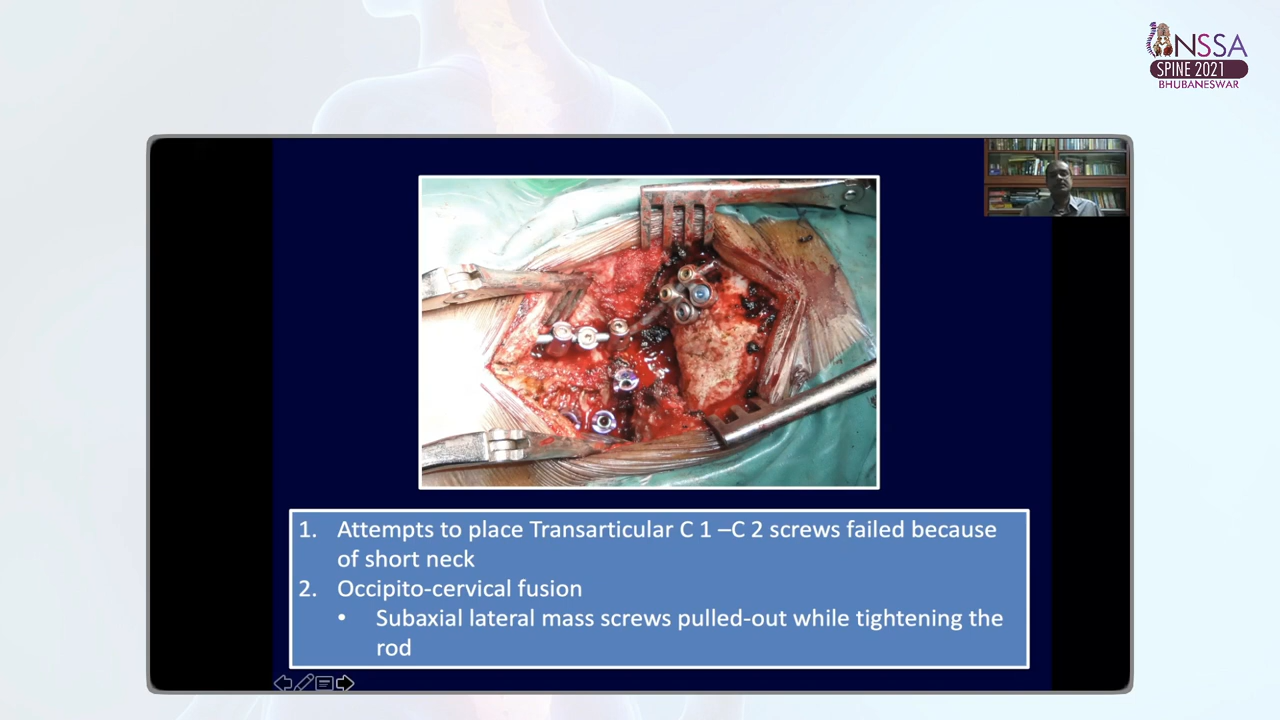 NSSA
SPINE 2021
BHUBANESWAR
1. Attempts to place Transarticular C 1 –C 2 screws failed because
of short neck
2. Occipito-cervical fusion
• Subaxial lateral mass screws pulled-out while tightening the
rod